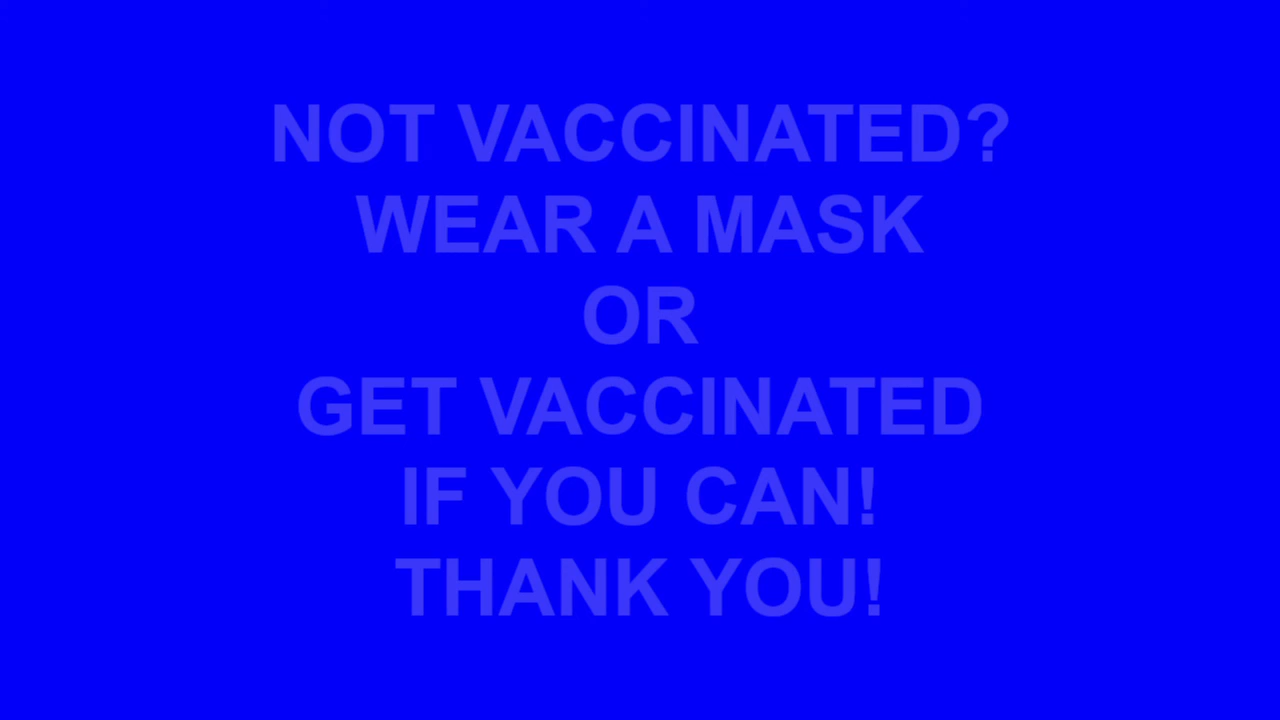 NOT VACCINATED?
WEAR A MASK
OR
GET VACCINATED
IF YOU CAN!
THANK YOU!